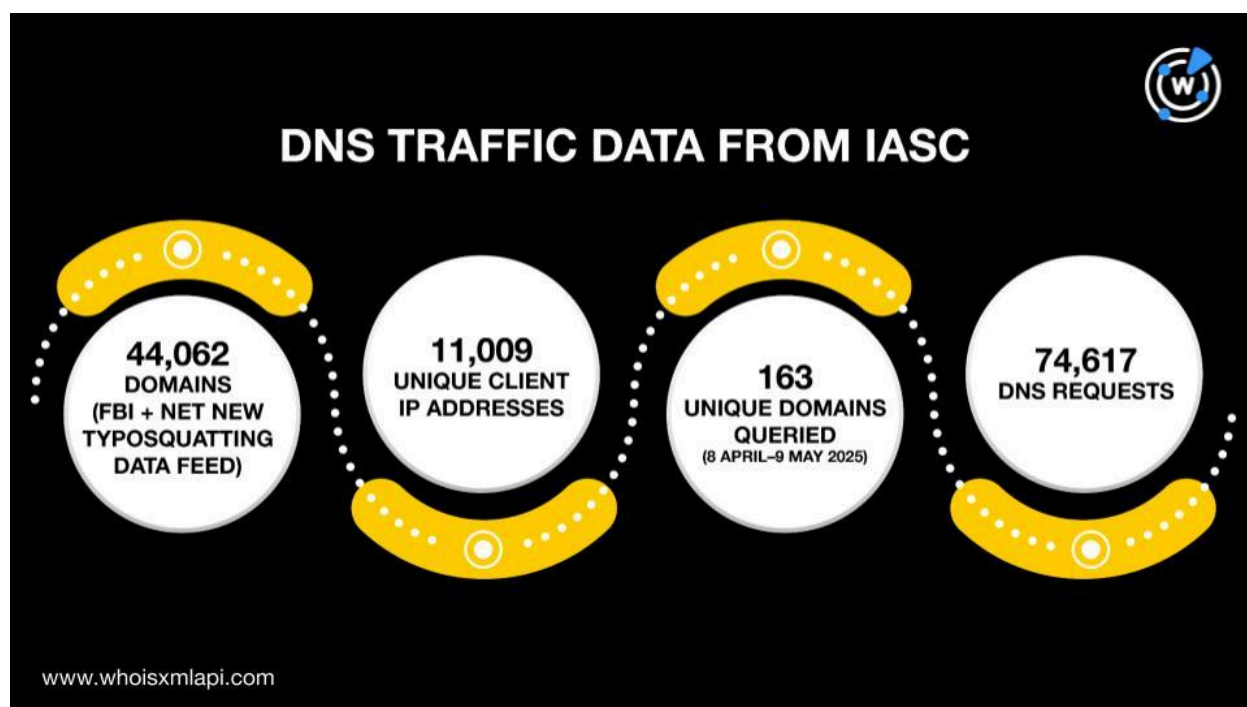 W
DNS TRAFFIC DATA FROM IASC
44,062
DOMAINS
(FBI + NET NEW
TYPOSQUATTING
DATA FEED)
11,009
UNIQUE CLIENT
IP ADDRESSES
163
UNIQUE DOMAINS
QUERIED
(8 APRIL–9 MAY 2025)
74,617
DNS REQUESTS
www.whoisxmlapi.com